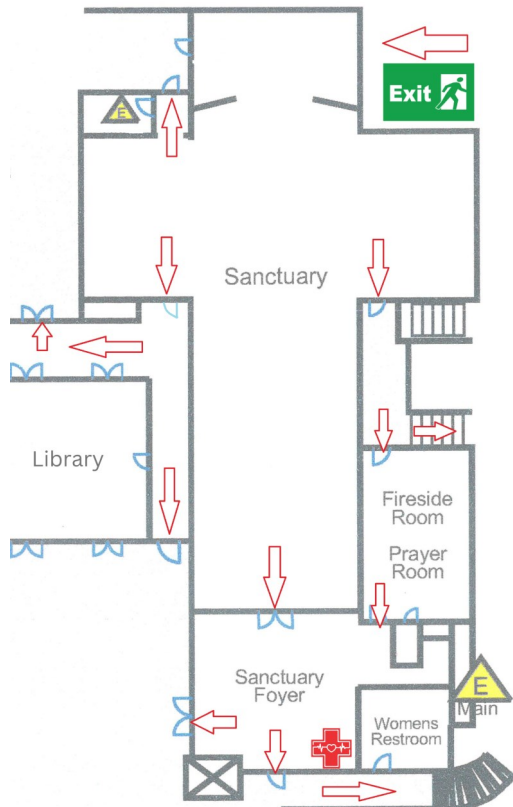 Exit
E
Sanctuary
Library
Fireside
Room
Prayer
Room
Sanctuary
Foyer
E
Main
Womens
Restroom